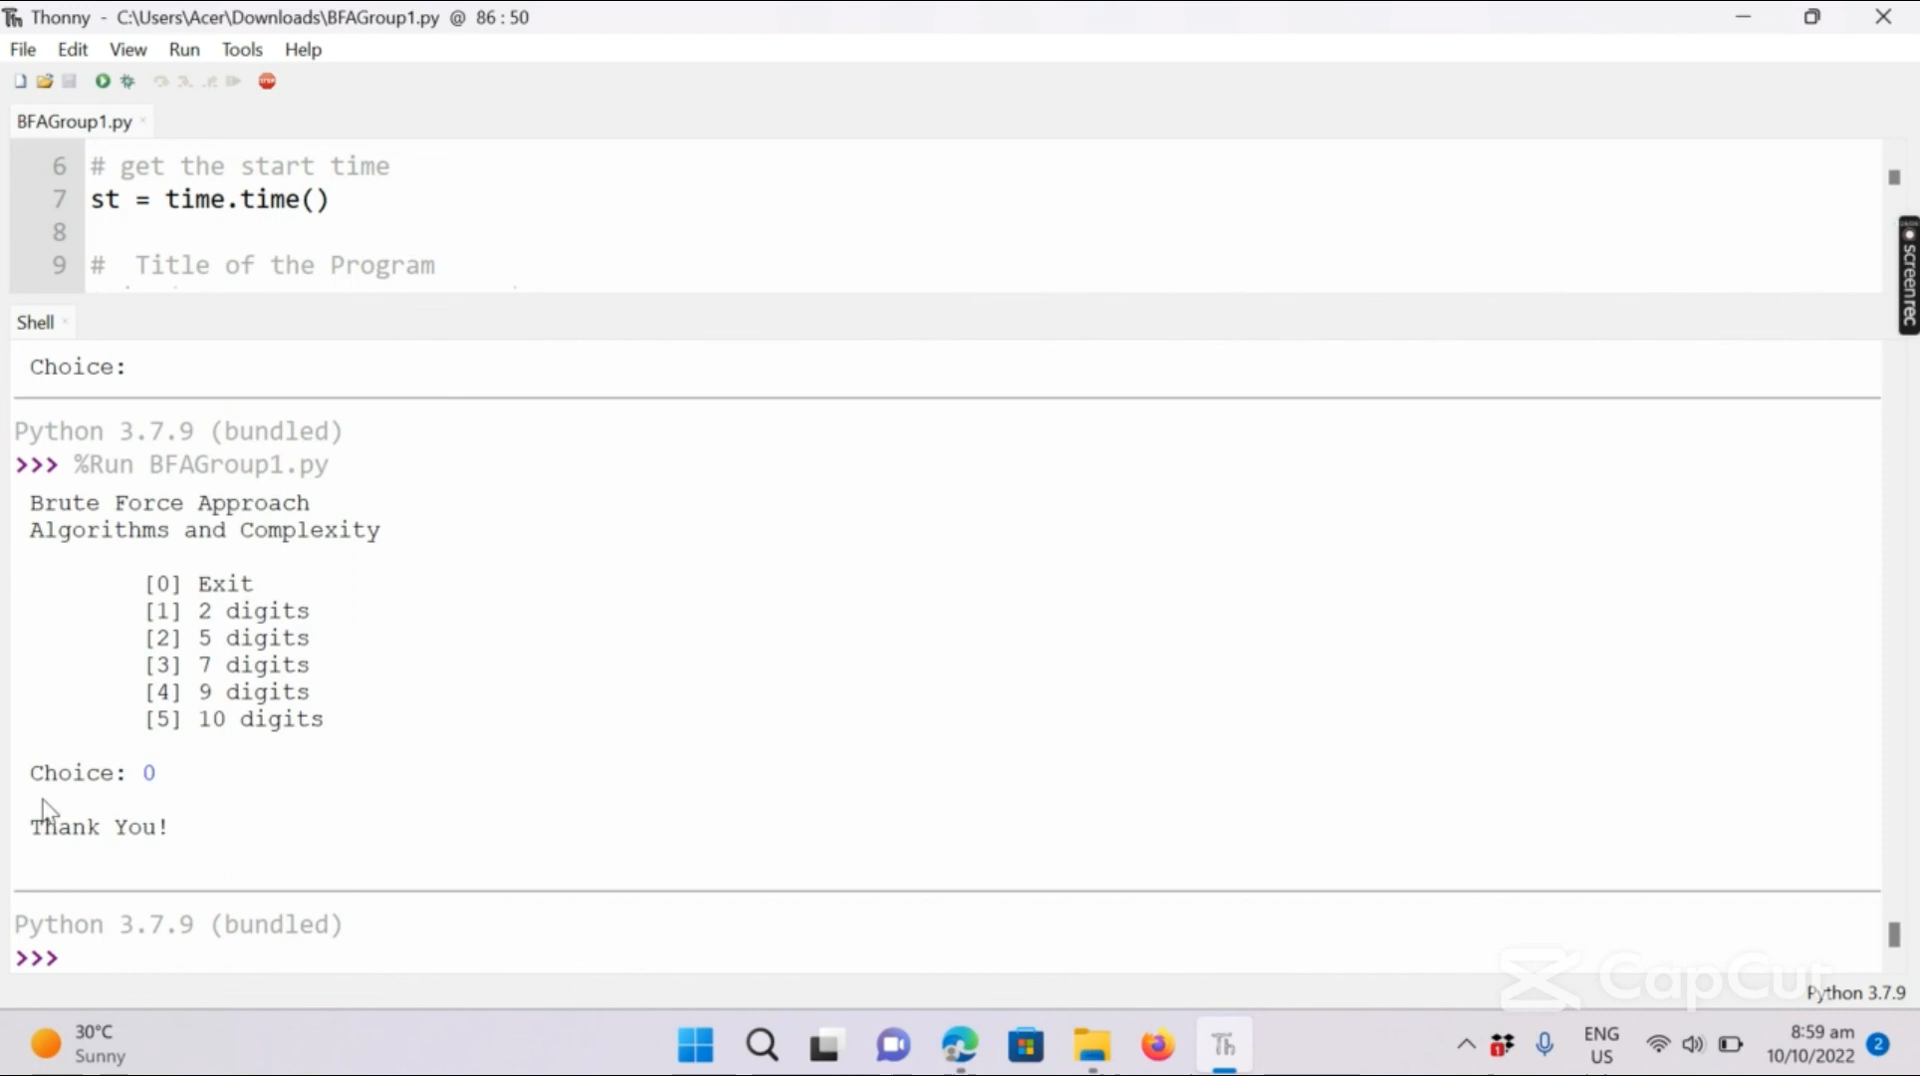 Thonny - C:\Users\Acer\Downloads\BFAGroup1.py @ 86:50
File Edit View Run Tools Help
STOP
BFAGroup1.py
6 # get the start time
7 st = time.time()
8
9 #  Title of the Program
screenrec
Shell
Choice:
Python 3.7.9 (bundled)
>>> %Run BFAGroup1.py
Brute Force Approach
Algorithms and Complexity
[0] Exit
[1] 2 digits
[2] 5 digits
[3] 7 digits
[4] 9 digits
[5] 10 digits
Choice: 0
Thank You!
Python 3.7.9 (bundled)
>>>
CapCut
Python 3.7.9
30°C
Sunny
Th
1
ENG
US
8:59 am
10/10/2022
2